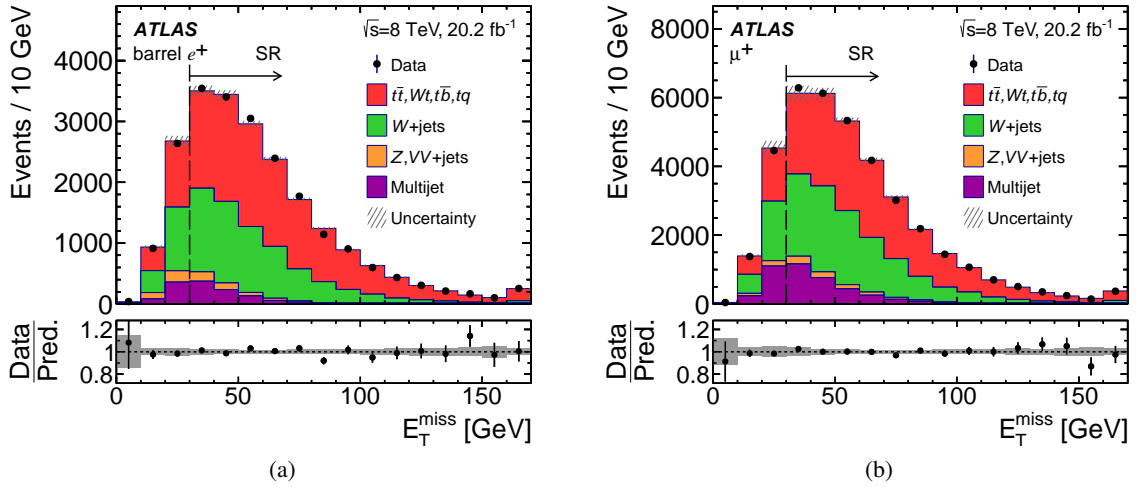 Events / 10 GeV
4000
3000
2000
1000
0
ATLAS
barrel e⁺
√s=8 TeV, 20.2 fb⁻¹
SR
Data
tt̄,Wt,tb̄,tq
W+jets
Z,VV+jets
Multijet
Uncertainty
Data
Pred.
1.2
1
0.8
0 50 100 150
E_T^miss [GeV]
(a)
Events / 10 GeV
8000
6000
4000
2000
0
ATLAS
μ⁺
√s=8 TeV, 20.2 fb⁻¹
SR
Data
tt̄,Wt,tb̄,tq
W+jets
Z,VV+jets
Multijet
Uncertainty
Data
Pred.
1.2
1
0.8
0 50 100 150
E_T^miss [GeV]
(b)